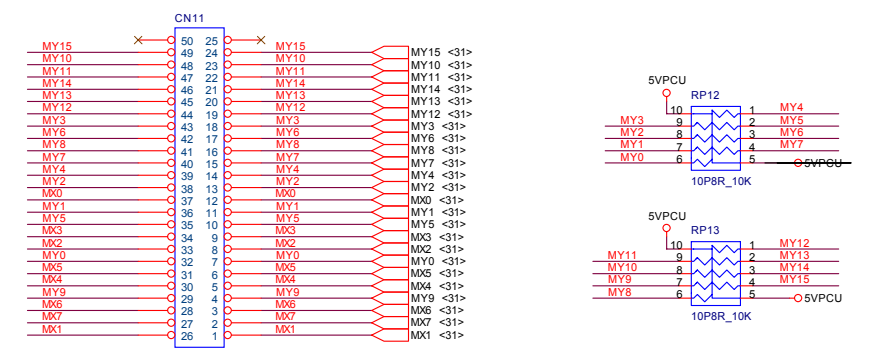 CN11
50 25
MY15 49 24 MY15 MY15 <31>
MY10 48 23 MY10 MY10 <31>
MY11 47 22 MY11 MY11 <31>
MY14 46 21 MY14 MY14 <31>
MY13 45 20 MY13 MY13 <31>
MY12 44 19 MY12 MY12 <31>
MY3 43 18 MY3 MY3 <31>
MY6 42 17 MY6 MY6 <31>
MY8 41 16 MY8 MY8 <31>
MY7 40 15 MY7 MY7 <31>
MY4 39 14 MY4 MY4 <31>
MY2 38 13 MY2 MY2 <31>
MX0 37 12 MX0 MX0 <31>
MY1 36 11 MY1 MY1 <31>
MY5 35 10 MY5 MY5 <31>
MX3 34 9 MX3 MX3 <31>
MX2 33 8 MX2 MX2 <31>
MY0 32 7 MY0 MY0 <31>
MX5 31 6 MX5 MX5 <31>
MX4 30 5 MX4 MX4 <31>
MY9 29 4 MY9 MY9 <31>
MX6 28 3 MX6 MX6 <31>
MX7 27 2 MX7 MX7 <31>
MX1 26 1 MX1 MX1 <31>
5VPCU
RP12
10 1 MY4
MY3 9 2 MY5
MY2 8 3 MY6
MY1 7 4 MY7
MY0 6 5 5VPCU
10P8R_10K
5VPCU
RP13
10 1 MY12
MY11 9 2 MY13
MY10 8 3 MY14
MY9 7 4 MY15
MY8 6 5 5VPCU
10P8R_10K